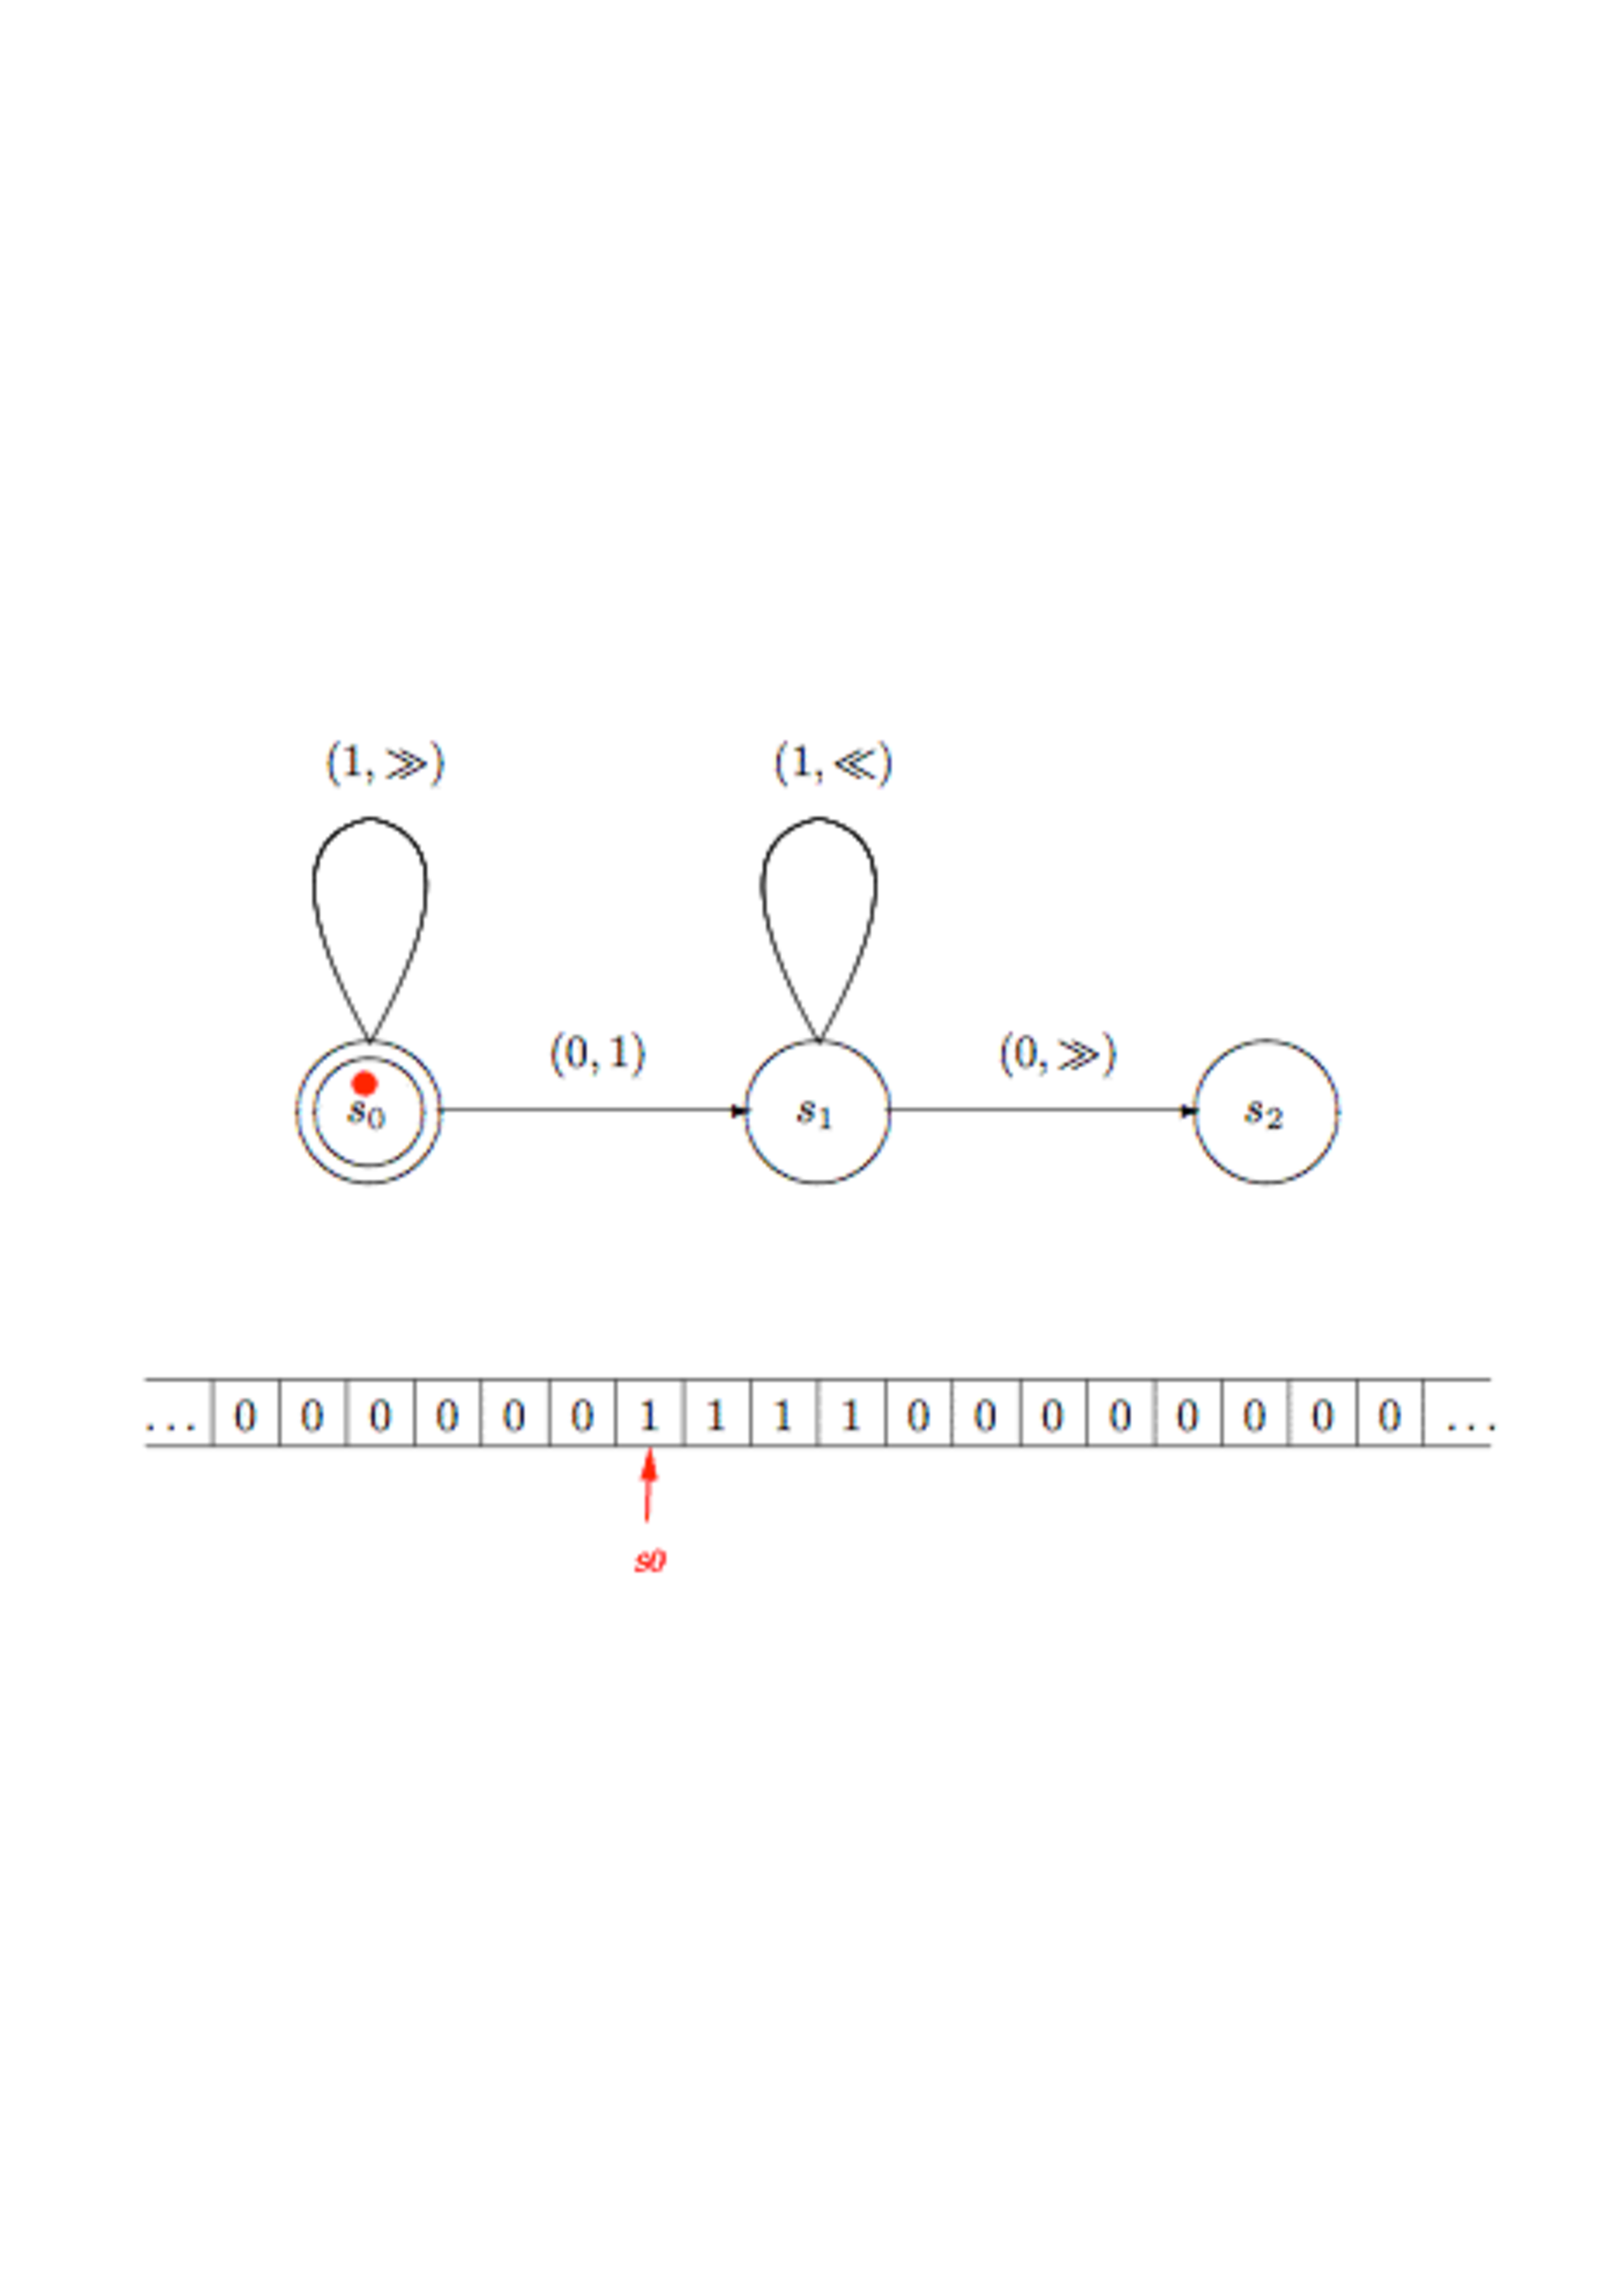 (1, ≫) (1, ≪)
(0, 1) (0, ≫)
s₀ s₁ s₂
... 0 0 0 0 0 0 1 1 1 1 0 0 0 0 0 0 0 0 ...
s0